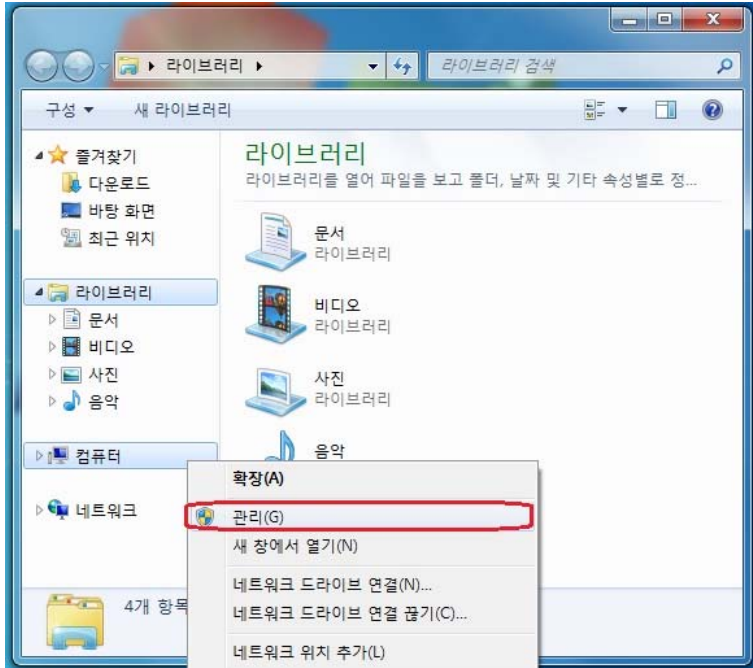 라이브러리
라이브러리 검색
구성
새 라이브러리
즐겨찾기
다운로드
바탕 화면
최근 위치
라이브러리
문서
비디오
사진
음악
컴퓨터
네트워크
라이브러리
라이브러리를 열어 파일을 보고 폴더, 날짜 및 기타 속성별로 정...
문서
라이브러리
비디오
라이브러리
사진
라이브러리
음악
확장(A)
관리(G)
새 창에서 열기(N)
네트워크 드라이브 연결(N)...
네트워크 드라이브 연결 끊기(C)...
네트워크 위치 추가(L)
4개 항목